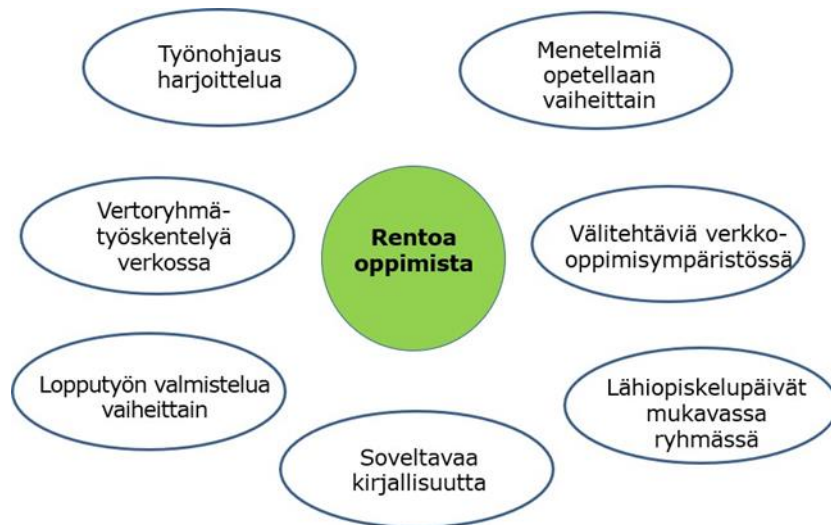 Työnohjaus
harjoittelua
Menetelmiä
opetellaan
vaiheittain
Vertoryhmä-
työskentelyä
verkossa
Rentoa
oppimista
Välitehtäviä verkko-
oppimisympäristössä
Lopputyön valmistelua
vaiheittain
Lähiopiskelupäivät
mukavassa
ryhmässä
Soveltavaa
kirjallisuutta